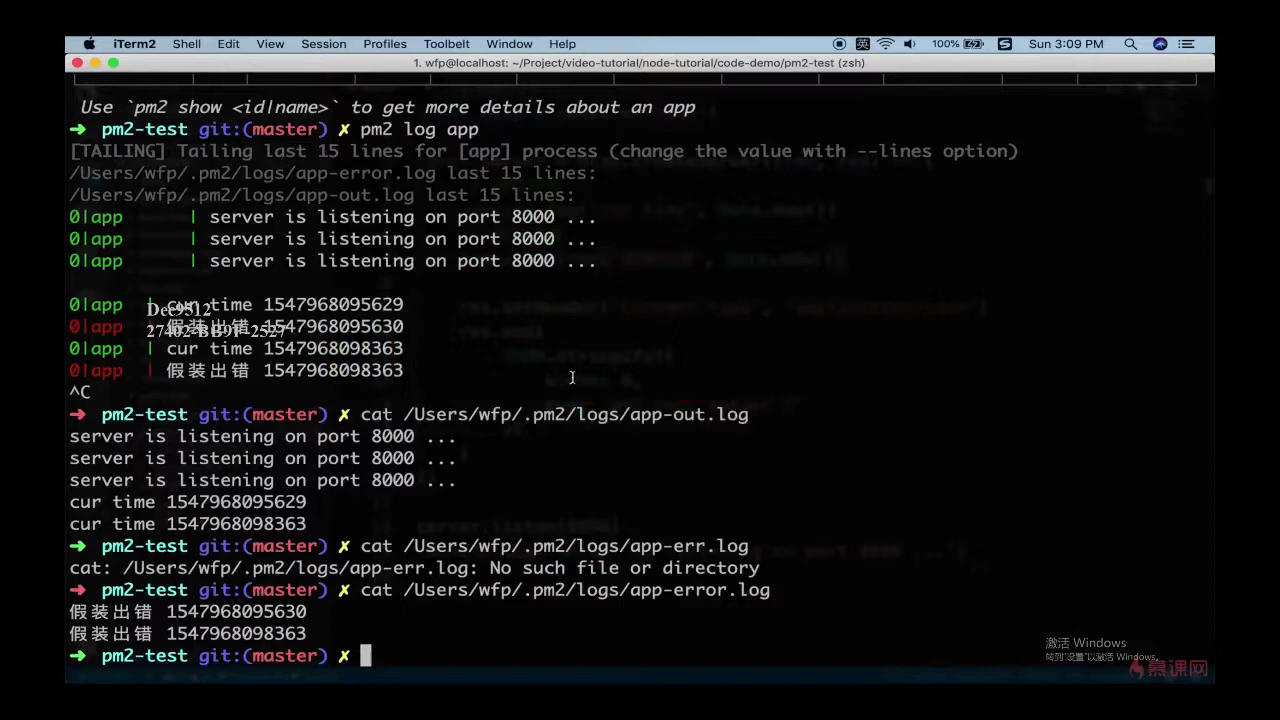 iTerm2 Shell Edit View Session Profiles Toolbelt Window Help 英 100% Sun 3:09 PM
1. wfp@localhost: ~/Project/video-tutorial/node-tutorial/code-demo/pm2-test (zsh)
Use `pm2 show <id|name>` to get more details about an app
➜ pm2-test git:(master) ✗ pm2 log app
[TAILING] Tailing last 15 lines for [app] process (change the value with --lines option)
/Users/wfp/.pm2/logs/app-error.log last 15 lines:
/Users/wfp/.pm2/logs/app-out.log last 15 lines:
0|app | server is listening on port 8000 ...
0|app | server is listening on port 8000 ...
0|app | server is listening on port 8000 ...
0|app | cur time 1547968095629
0|app | 假装出错 1547968095630
0|app | cur time 1547968098363
0|app | 假装出错 1547968098363
^C
➜ pm2-test git:(master) ✗ cat /Users/wfp/.pm2/logs/app-out.log
server is listening on port 8000 ...
server is listening on port 8000 ...
server is listening on port 8000 ...
cur time 1547968095629
cur time 1547968098363
➜ pm2-test git:(master) ✗ cat /Users/wfp/.pm2/logs/app-err.log
cat: /Users/wfp/.pm2/logs/app-err.log: No such file or directory
➜ pm2-test git:(master) ✗ cat /Users/wfp/.pm2/logs/app-error.log
假装出错 1547968095630
假装出错 1547968098363
➜ pm2-test git:(master) ✗
激活 Windows
转到"设置"以激活 Windows。
慕课网